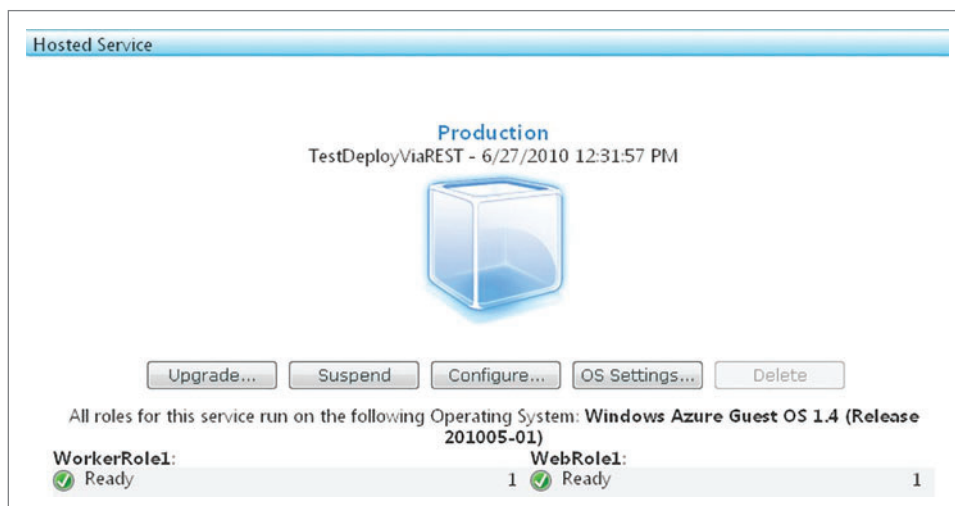 Hosted Service
Production
TestDeployViaREST - 6/27/2010 12:31:57 PM
Upgrade... Suspend Configure... OS Settings... Delete
All roles for this service run on the following Operating System: Windows Azure Guest OS 1.4 (Release
201005-01)
WorkerRole1: WebRole1:
Ready 1 Ready 1